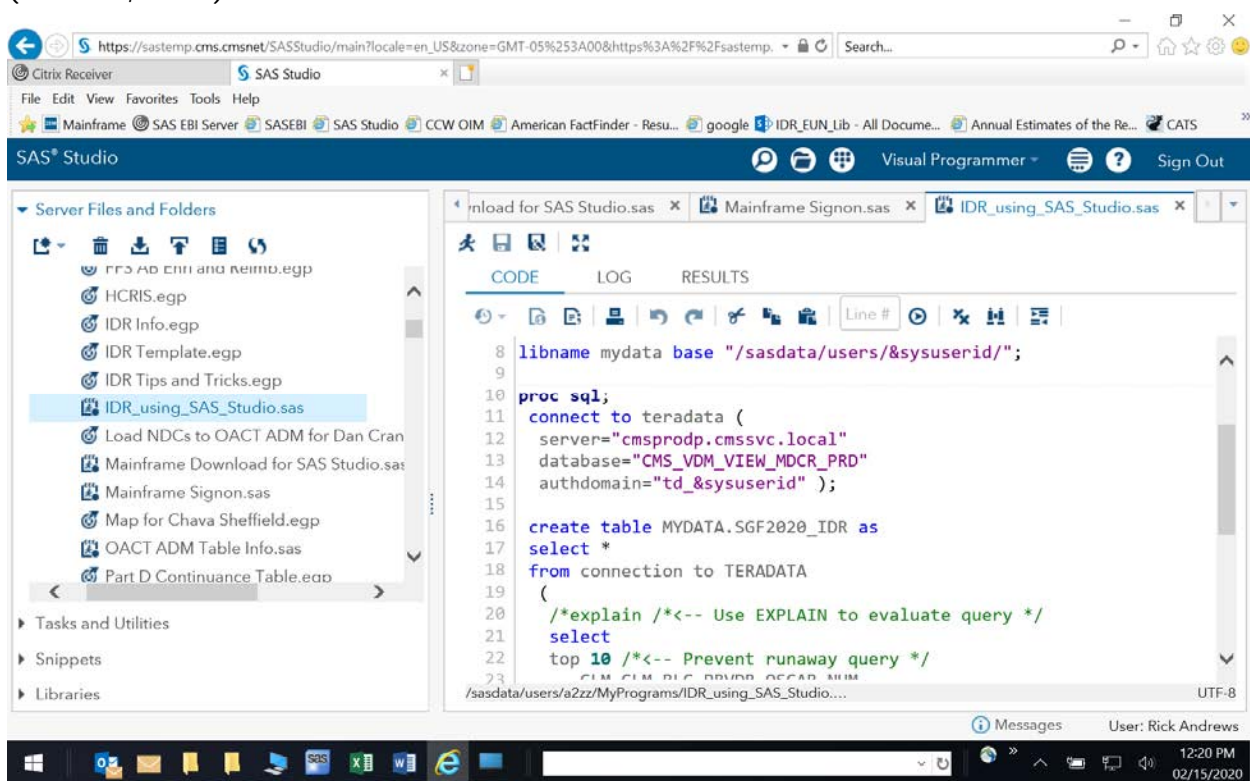 https://sastemp.cms.cmsnet/SASStudio/main?locale=en_US&zone=GMT-05%253A00&https%3A%2F%2Fsastemp. Search...
Citrix Receiver SAS Studio
File Edit View Favorites Tools Help
Mainframe SAS EBI Server SASEBI SAS Studio CCW OIM American FactFinder - Resu... google IDR_EUN_Lib - All Docume... Annual Estimates of the Re... CATS
SAS® Studio Visual Programmer Sign Out
Server Files and Folders
FFS AB Enrl and Reimb.egp
HCRIS.egp
IDR Info.egp
IDR Template.egp
IDR Tips and Tricks.egp
IDR_using_SAS_Studio.sas
Load NDCs to OACT ADM for Dan Cran
Mainframe Download for SAS Studio.sas
Mainframe Signon.sas
Map for Chava Sheffield.egp
OACT ADM Table Info.sas
Part D Continuance Table.egp
Tasks and Utilities
Snippets
Libraries
nload for SAS Studio.sas Mainframe Signon.sas IDR_using_SAS_Studio.sas
CODE LOG RESULTS
Line #
8 libname mydata base "/sasdata/users/&sysuserid/";
9
10 proc sql;
11 connect to teradata (
12 server="cmsprodp.cmssvc.local"
13 database="CMS_VDM_VIEW_MDCR_PRD"
14 authdomain="td_&sysuserid" );
15
16 create table MYDATA.SGF2020_IDR as
17 select *
18 from connection to TERADATA
19 (
20 /*explain /*<-- Use EXPLAIN to evaluate query */
21 select
22 top 10 /*<-- Prevent runaway query */
23
/sasdata/users/a2zz/MyPrograms/IDR_using_SAS_Studio.... UTF-8
Messages User: Rick Andrews
12:20 PM
02/15/2020